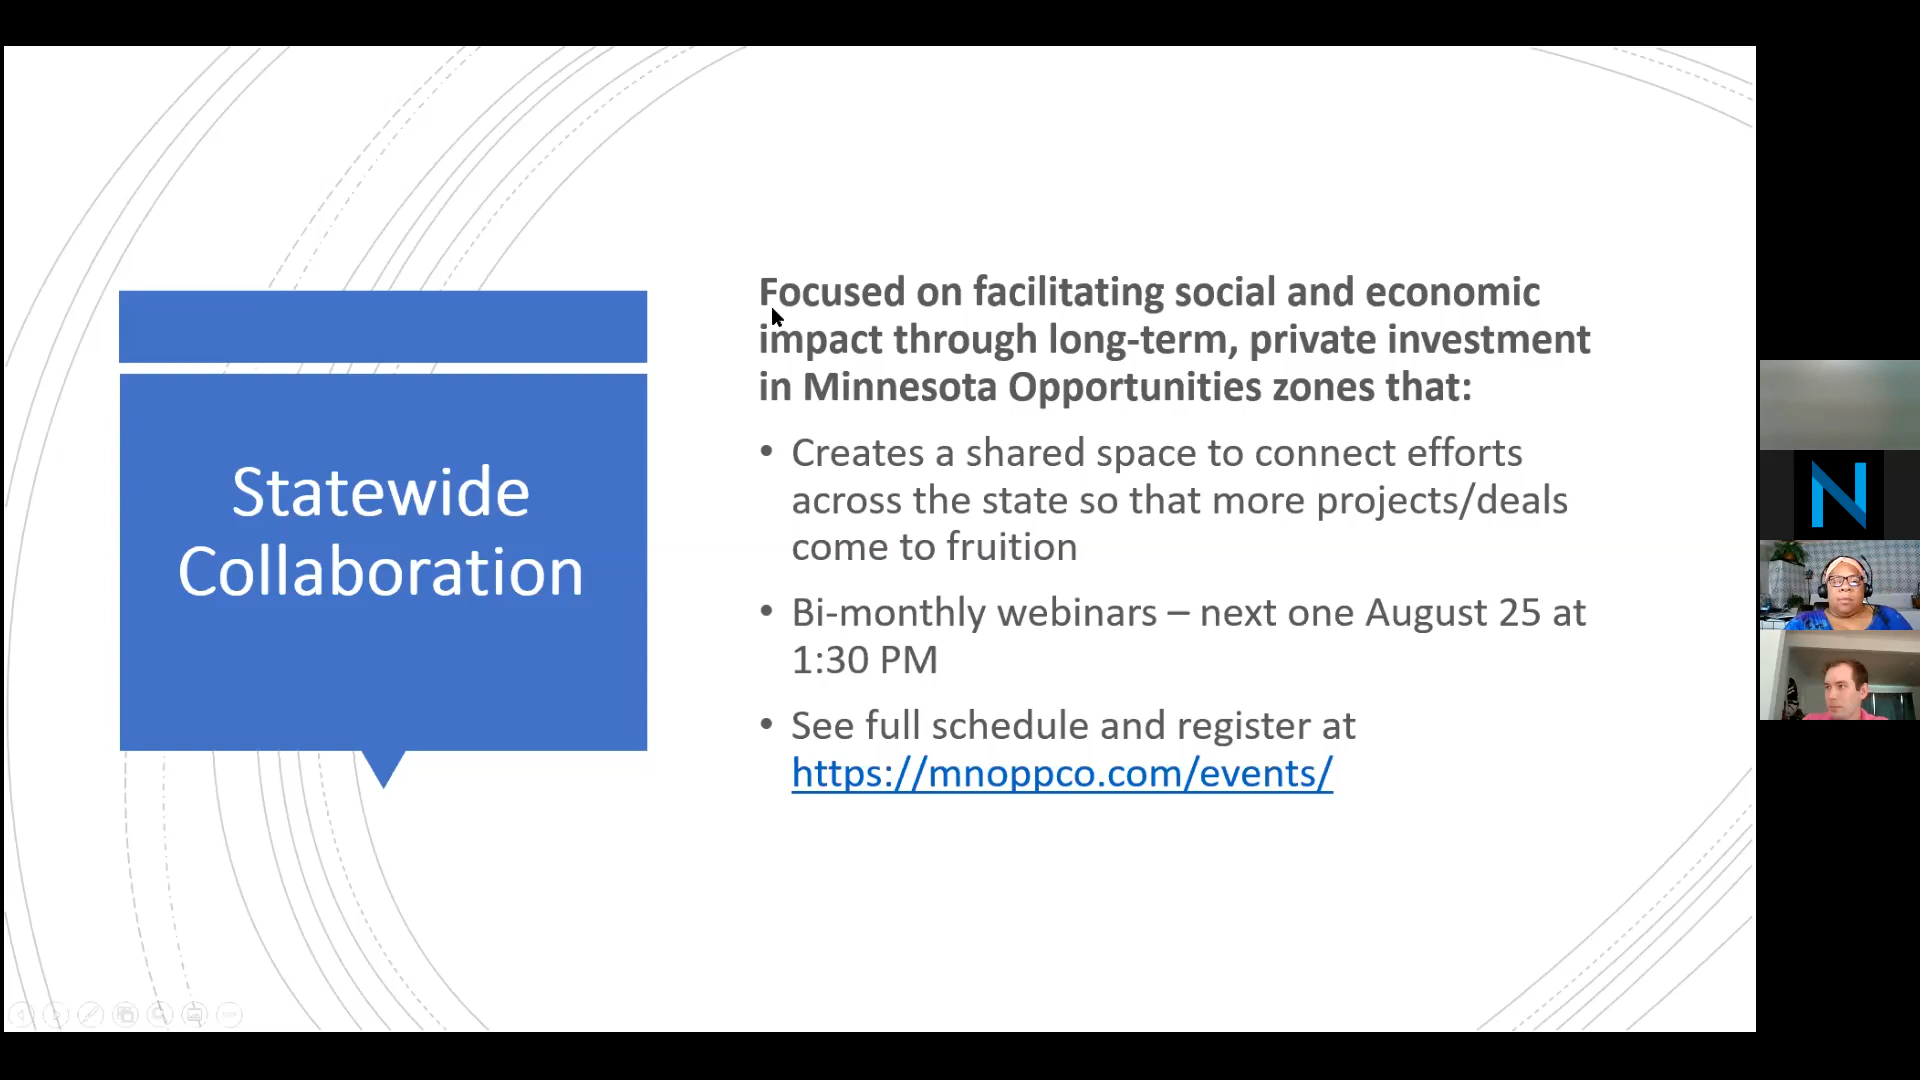 Statewide
Collaboration
Focused on facilitating social and economic
impact through long-term, private investment
in Minnesota Opportunities zones that:
• Creates a shared space to connect efforts
across the state so that more projects/deals
come to fruition
• Bi-monthly webinars – next one August 25 at
1:30 PM
• See full schedule and register at
https://mnoppco.com/events/
N